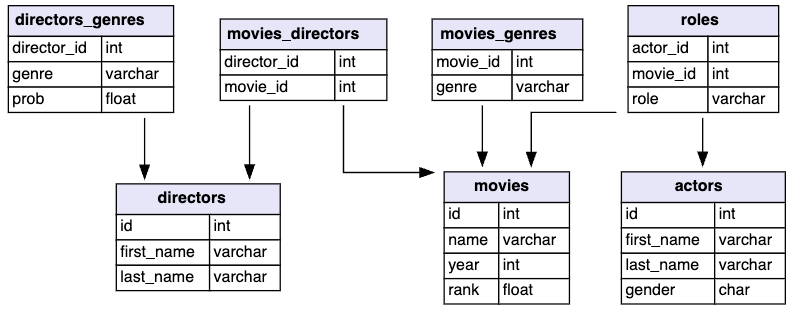 directors_genres
director_id int
genre varchar
prob float
movies_directors
director_id int
movie_id int
movies_genres
movie_id int
genre varchar
roles
actor_id int
movie_id int
role varchar
directors
id int
first_name varchar
last_name varchar
movies
id int
name varchar
year int
rank float
actors
id int
first_name varchar
last_name varchar
gender char